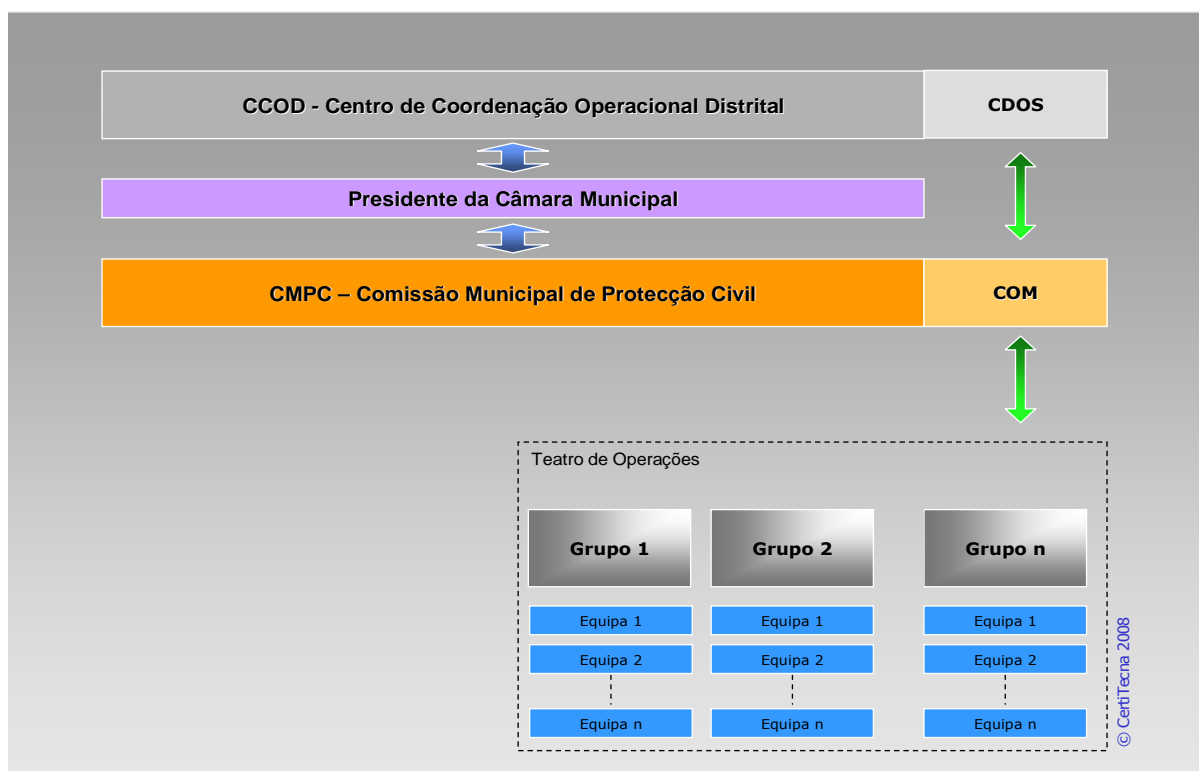 CCOD - Centro de Coordenação Operacional Distrital
CDOS
Presidente da Câmara Municipal
CMPC – Comissão Municipal de Protecção Civil
COM
Teatro de Operações
Grupo 1
Grupo 2
Grupo n
Equipa 1
Equipa 1
Equipa 1
Equipa 2
Equipa 2
Equipa 2
Equipa n
Equipa n
Equipa n
© CertiTecna 2008